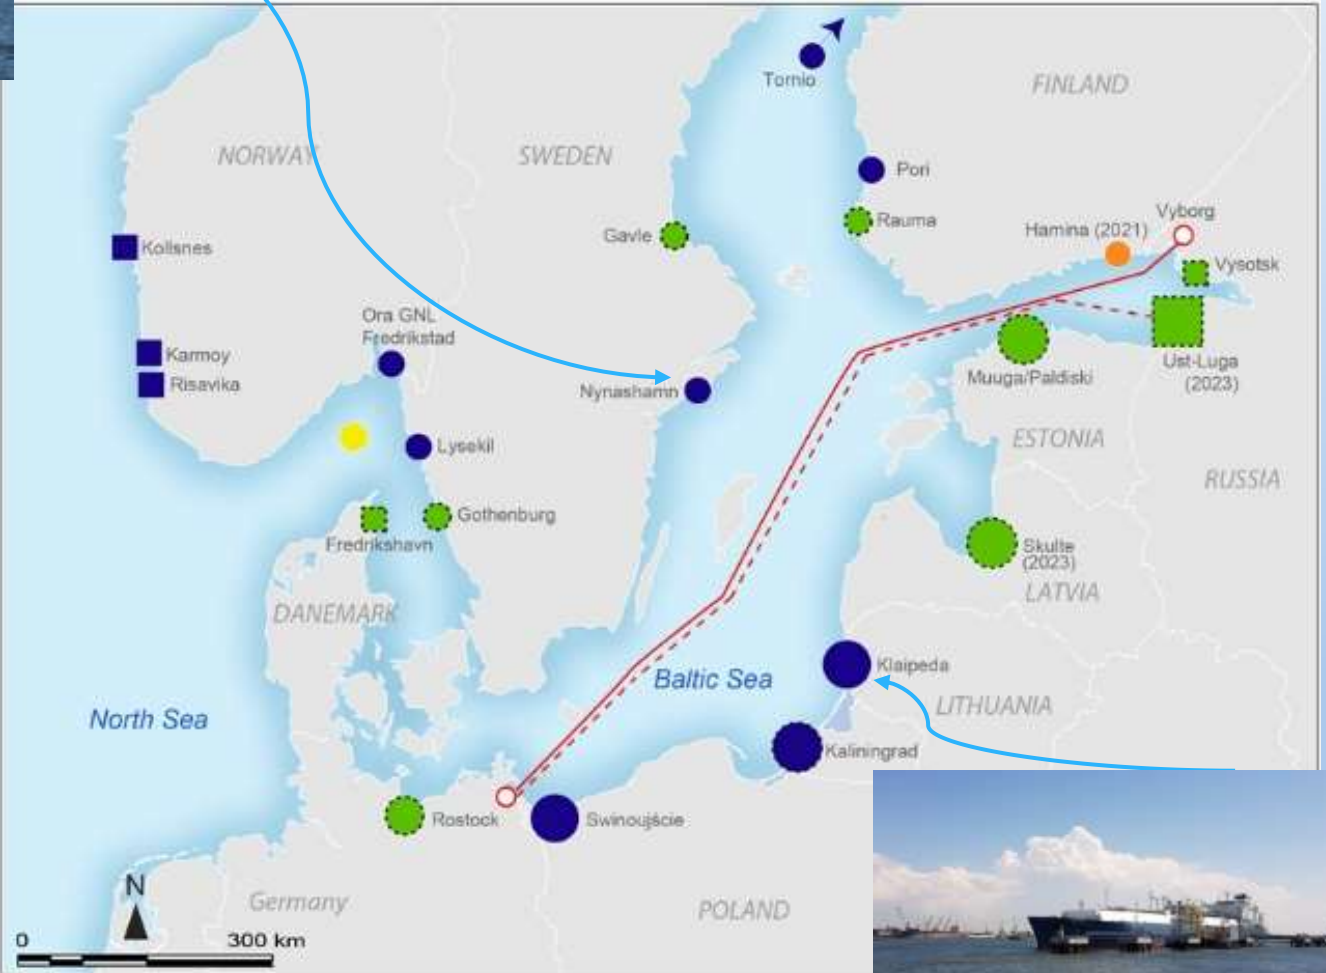 Tornio
FINLAND
NORWAY
SWEDEN
Pori
Rauma
Vyborg
Hamina (2021)
Gavle
Kollsnes
Vysotsk
Ora GNL
Fredrikstad
Karmoy
Risavika
Nynashamn
Muuga/Paldiski
Ust-Luga
(2023)
Lysekil
ESTONIA
RUSSIA
Gothenburg
Fredrikshavn
Skulte
(2023)
LATVIA
DANEMARK
Klaipeda
Baltic Sea
LITHUANIA
North Sea
Kaliningrad
Rostock
Swinoujście
Germany
POLAND
N
0
300 km